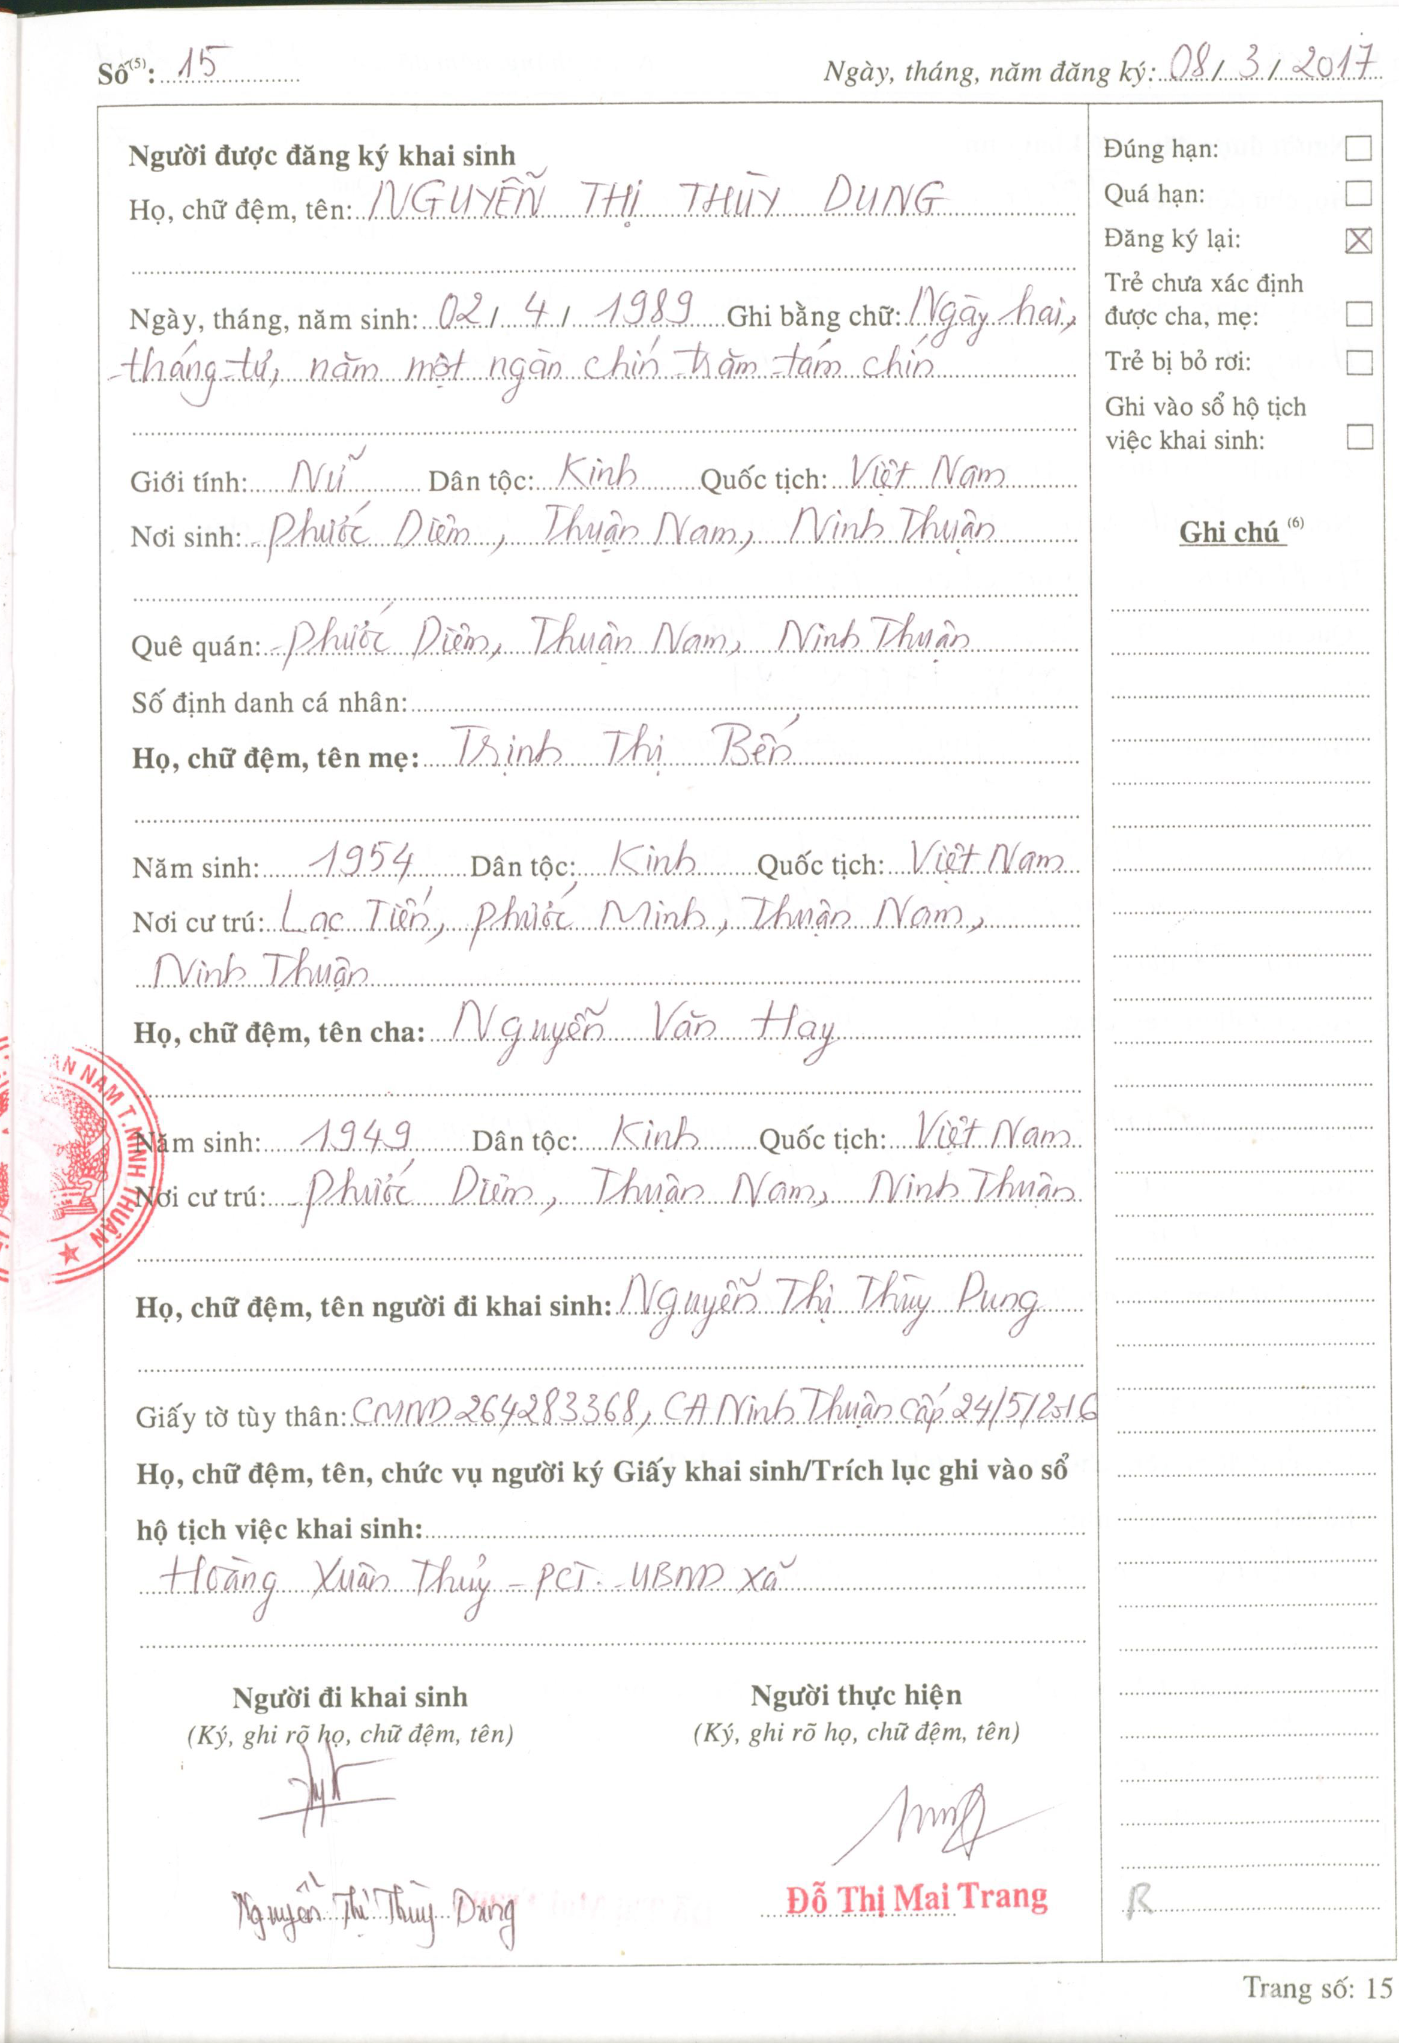 Số⁽⁵⁾: 15
Ngày, tháng, năm đăng ký: 08/3/2017
Người được đăng ký khai sinh
Họ, chữ đệm, tên: NGUYỄN THỊ THÙY DUNG
Ngày, tháng, năm sinh: 02/4/1989 Ghi bằng chữ: Ngày hai,
tháng tư, năm một ngàn chín trăm tám chín
Giới tính: Nữ Dân tộc: Kinh Quốc tịch: Việt Nam
Nơi sinh: Phước Diêm, Thuận Nam, Ninh Thuận
Quê quán: Phước Diêm, Thuận Nam, Ninh Thuận
Số định danh cá nhân:
Họ, chữ đệm, tên mẹ: Trịnh Thị Bến
Năm sinh: 1954 Dân tộc: Kinh Quốc tịch: Việt Nam
Nơi cư trú: Lạc Tiến, Phước Minh, Thuận Nam,
Ninh Thuận
Họ, chữ đệm, tên cha: Nguyễn Văn Hay
Năm sinh: 1949 Dân tộc: Kinh Quốc tịch: Việt Nam
Nơi cư trú: Phước Diêm, Thuận Nam, Ninh Thuận
Họ, chữ đệm, tên người đi khai sinh: Nguyễn Thị Thùy Dung
Giấy tờ tùy thân: CMND 264283368, CA Ninh Thuận cấp 24/5/2016
Họ, chữ đệm, tên, chức vụ người ký Giấy khai sinh/Trích lục ghi vào sổ
hộ tịch việc khai sinh:
Hoàng Xuân Thủy - PCT. UBND xã
Người đi khai sinh
(Ký, ghi rõ họ, chữ đệm, tên)
Nguyễn Thị Thùy Dung
Người thực hiện
(Ký, ghi rõ họ, chữ đệm, tên)
Đỗ Thị Mai Trang
Đúng hạn:
Quá hạn:
Đăng ký lại: ☒
Trẻ chưa xác định
được cha, mẹ:
Trẻ bị bỏ rơi:
Ghi vào sổ hộ tịch
việc khai sinh:
Ghi chú ⁽⁶⁾
R
NAM T.NINH THUẬN
Trang số: 15